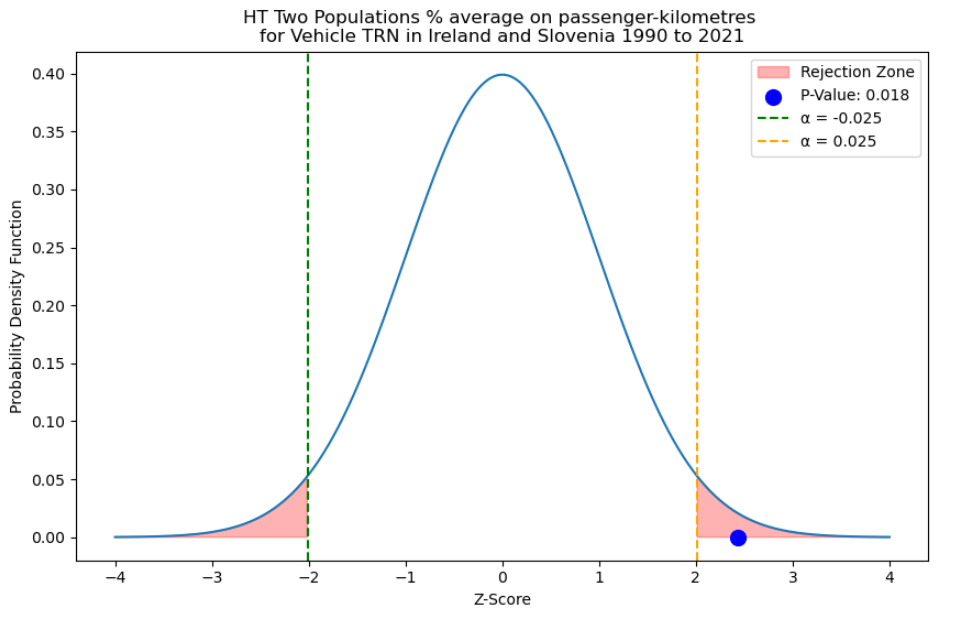 HT Two Populations % average on passenger-kilometres
for Vehicle TRN in Ireland and Slovenia 1990 to 2021
Rejection Zone
P-Value: 0.018
α = -0.025
α = 0.025
Probability Density Function
0.40
0.35
0.30
0.25
0.20
0.15
0.10
0.05
0.00
−4
−3
−2
−1
0
1
2
3
4
Z-Score